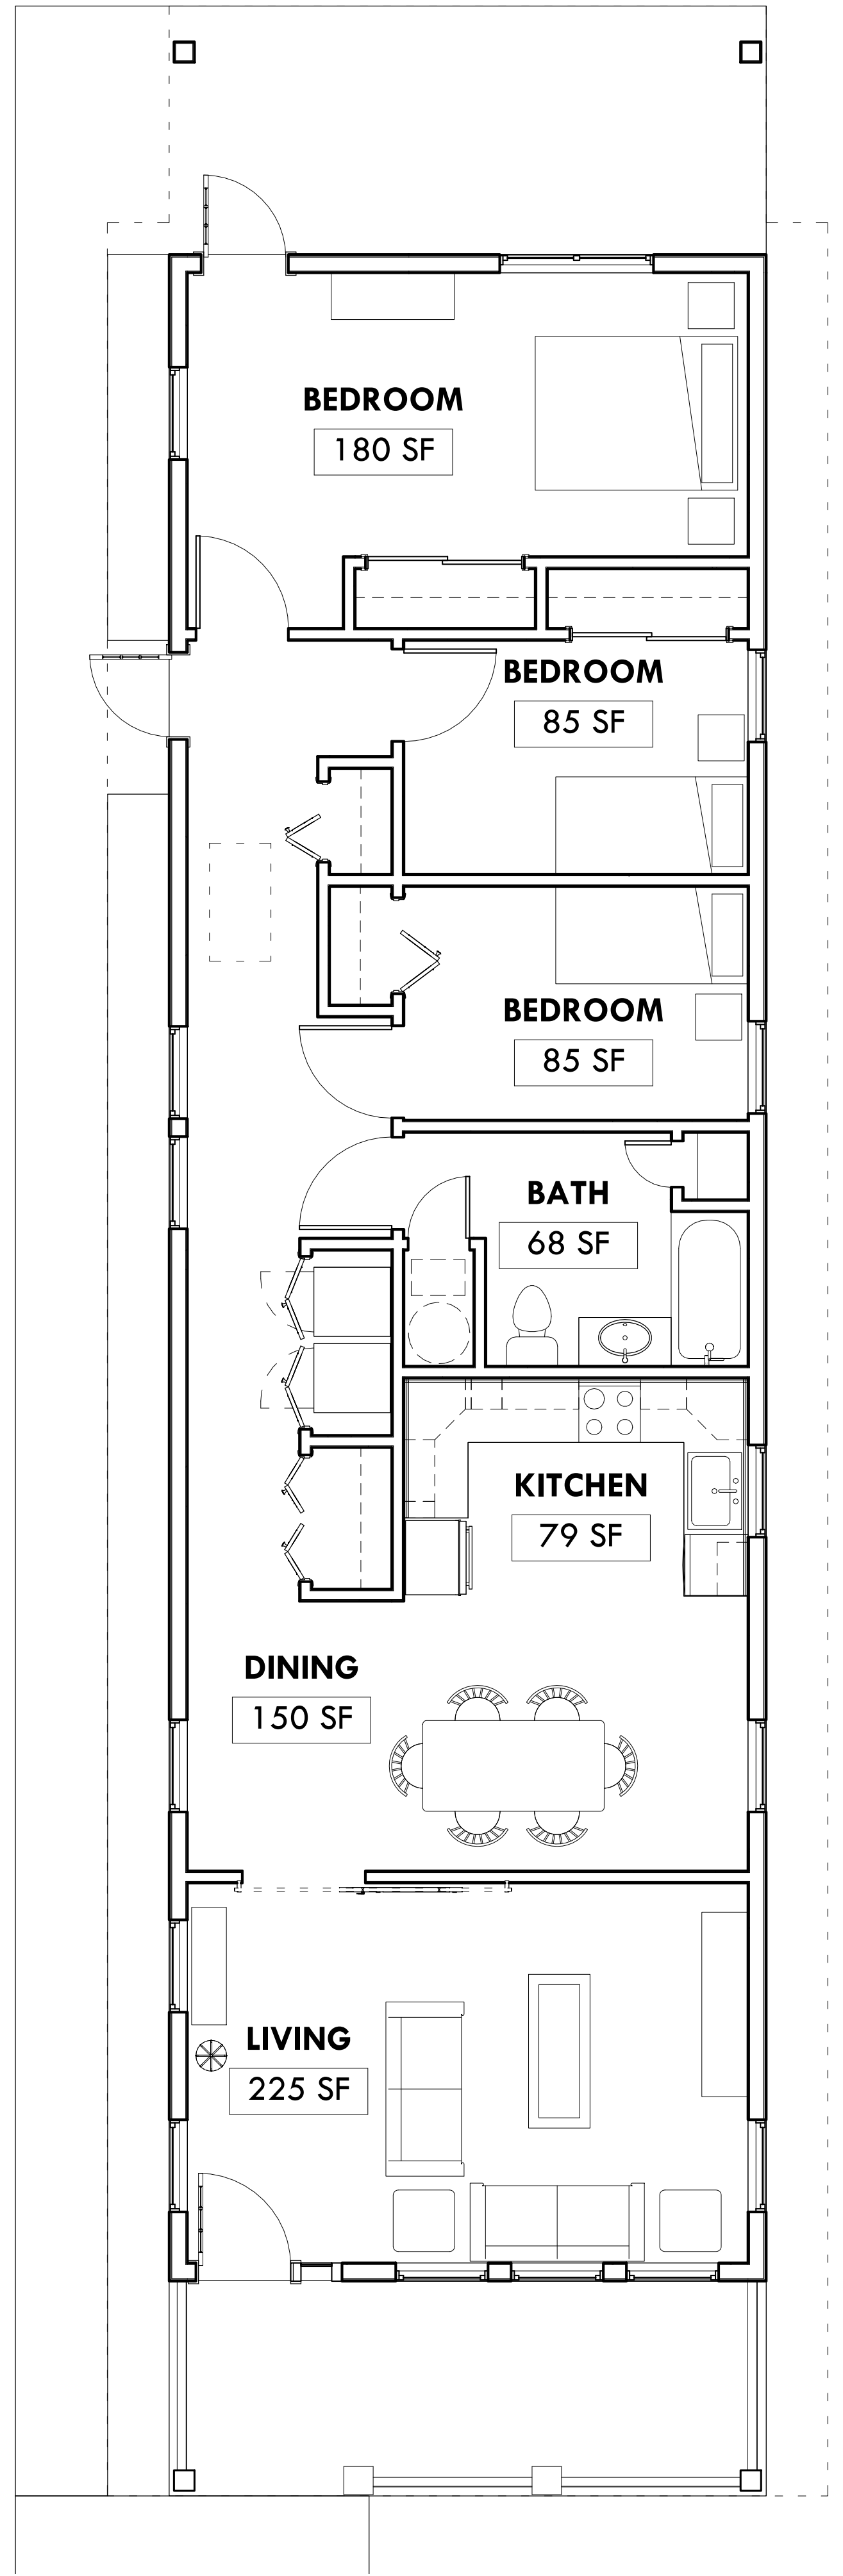 BEDROOM
180 SF
BEDROOM
85 SF
BEDROOM
85 SF
BATH
68 SF
KITCHEN
79 SF
DINING
150 SF
LIVING
225 SF